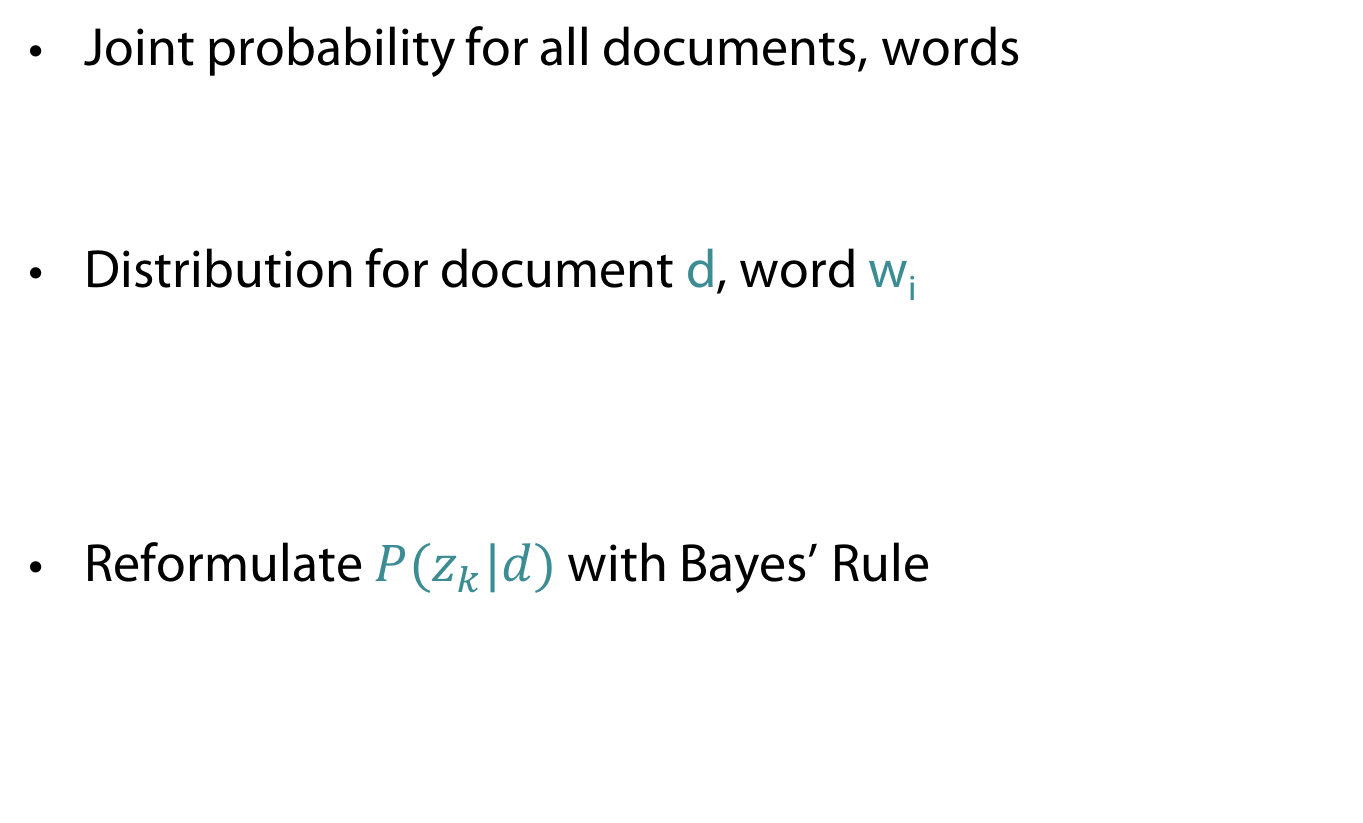 • Joint probability for all documents, words
• Distribution for document d, word wᵢ
• Reformulate P(zₖ|d) with Bayes’ Rule